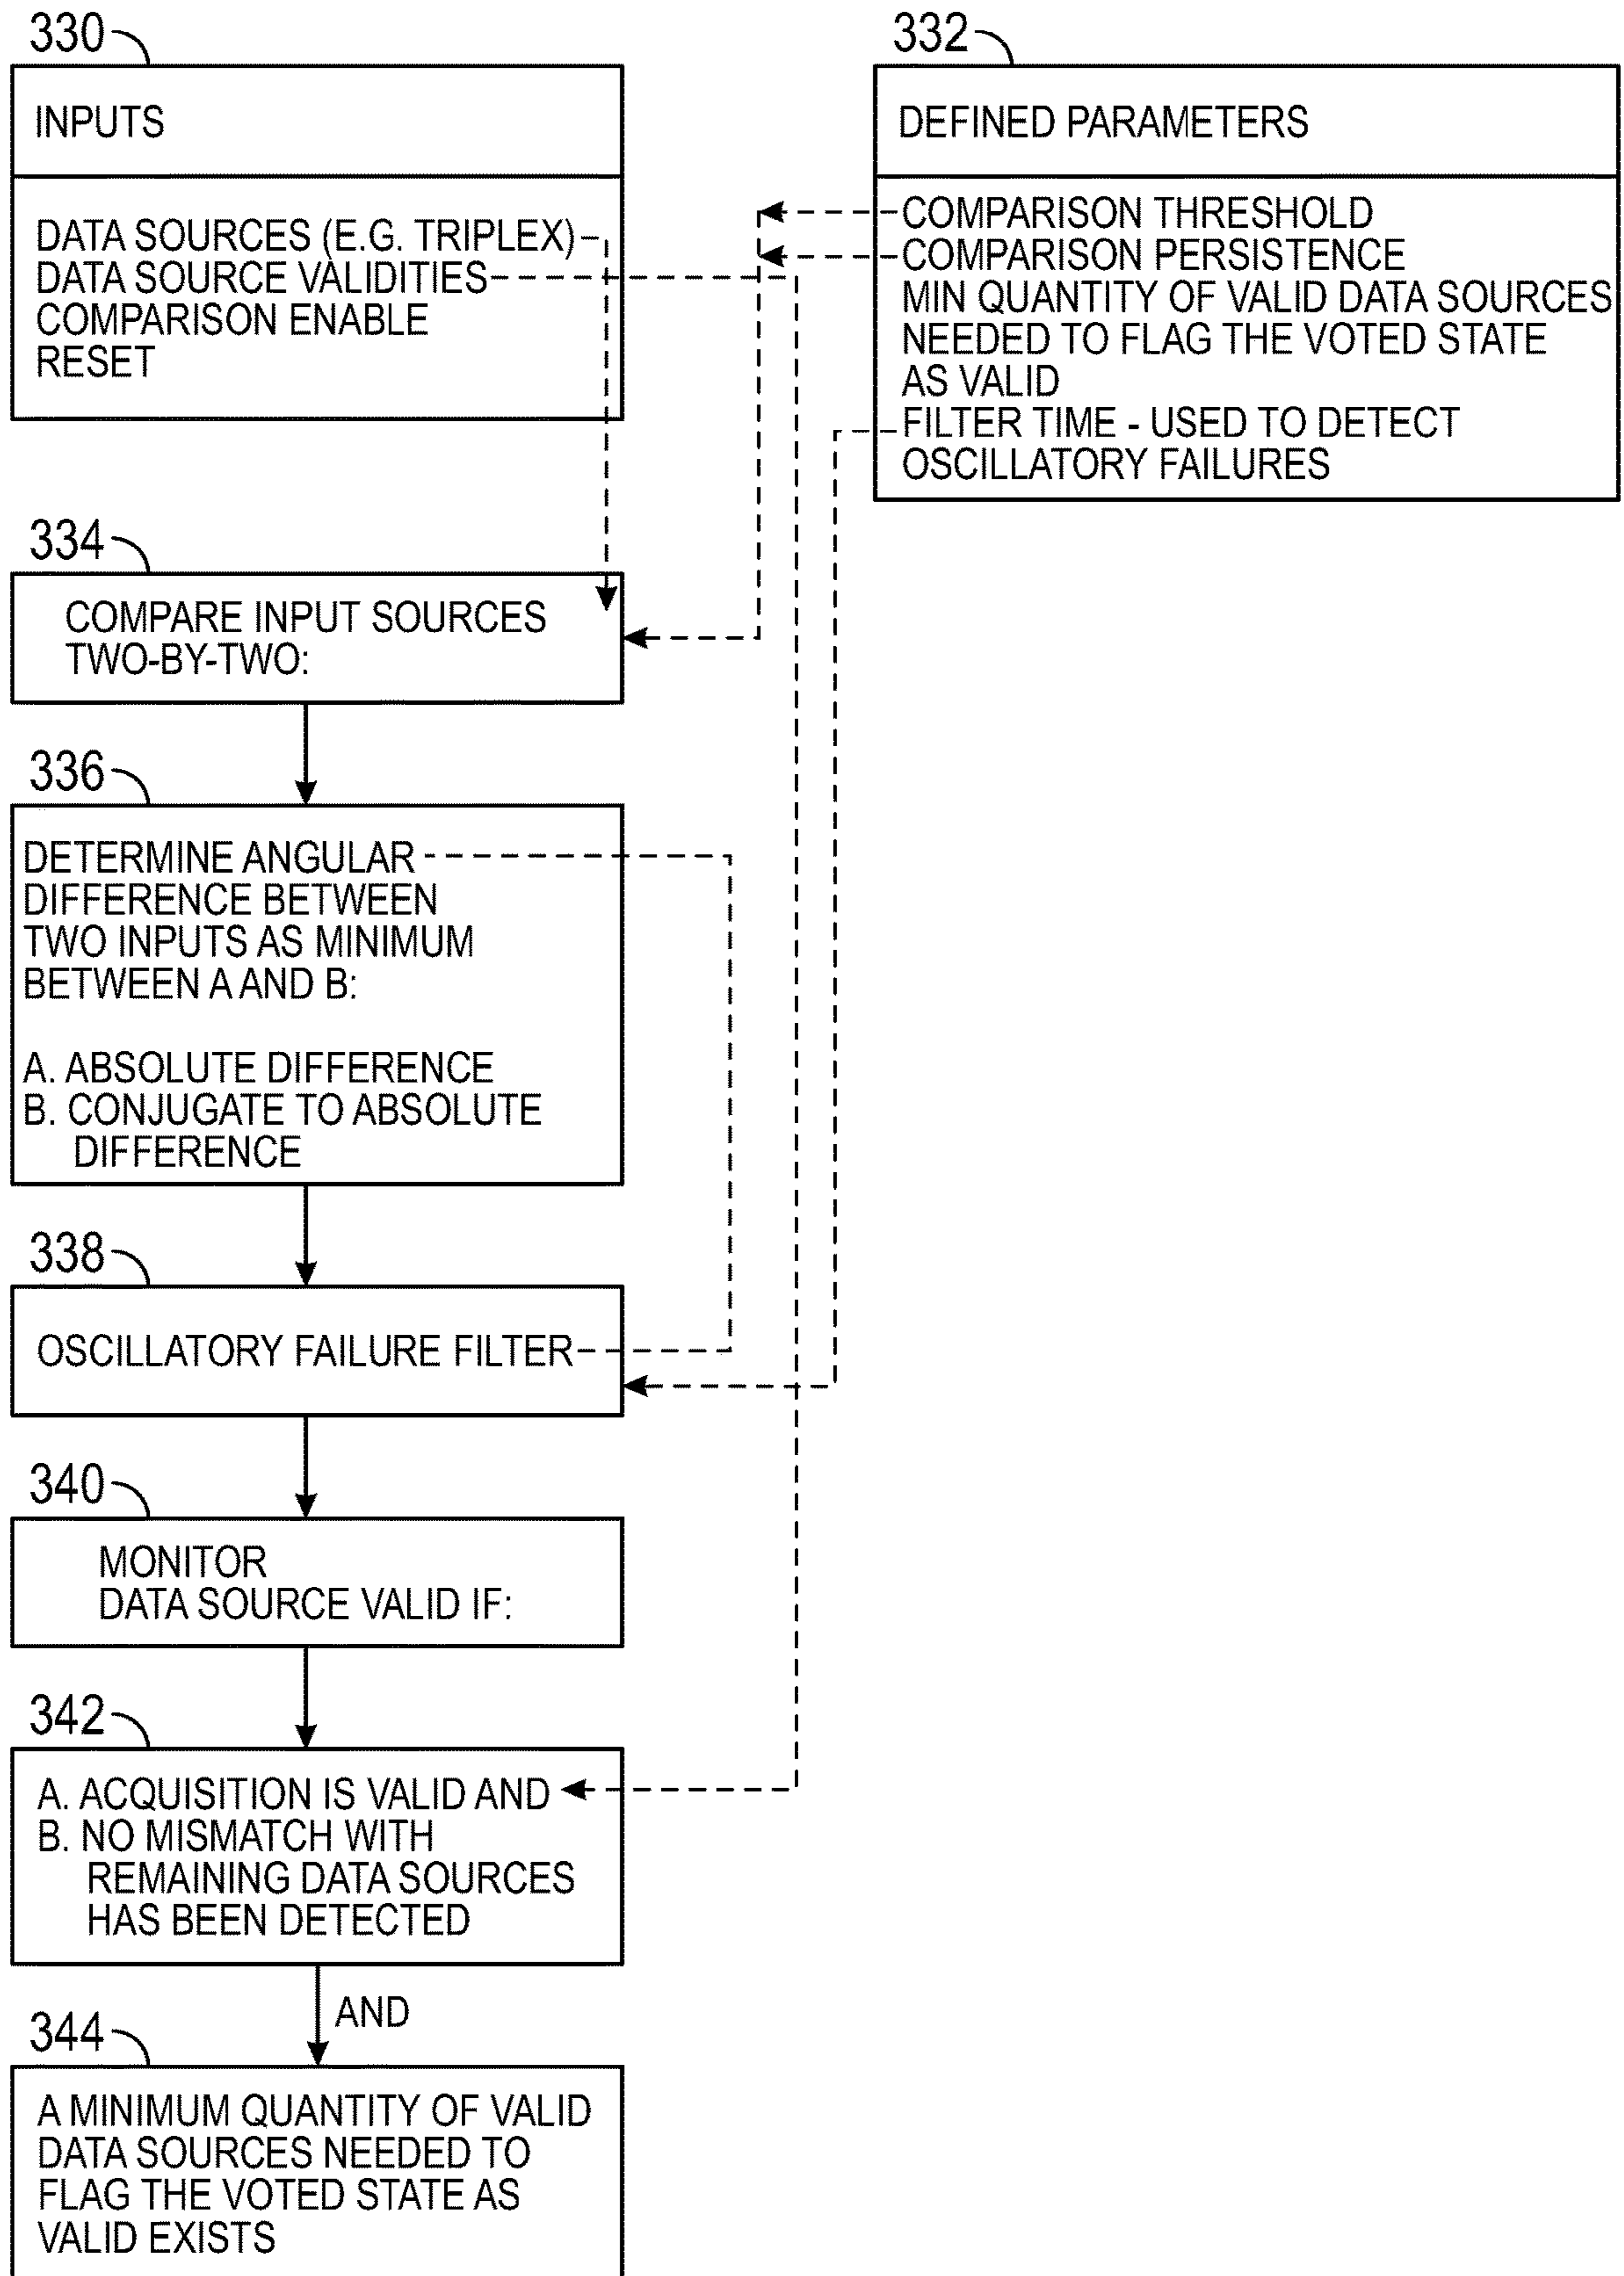 330
INPUTS
DATA SOURCES (E.G. TRIPLEX)
DATA SOURCE VALIDITIES
COMPARISON ENABLE
RESET
332
DEFINED PARAMETERS
COMPARISON THRESHOLD
COMPARISON PERSISTENCE
MIN QUANTITY OF VALID DATA SOURCES
NEEDED TO FLAG THE VOTED STATE
AS VALID
FILTER TIME - USED TO DETECT
OSCILLATORY FAILURES
334
COMPARE INPUT SOURCES
TWO-BY-TWO:
336
DETERMINE ANGULAR
DIFFERENCE BETWEEN
TWO INPUTS AS MINIMUM
BETWEEN A AND B:
A. ABSOLUTE DIFFERENCE
B. CONJUGATE TO ABSOLUTE
DIFFERENCE
338
OSCILLATORY FAILURE FILTER
340
MONITOR
DATA SOURCE VALID IF:
342
A. ACQUISITION IS VALID AND
B. NO MISMATCH WITH
REMAINING DATA SOURCES
HAS BEEN DETECTED
AND
344
A MINIMUM QUANTITY OF VALID
DATA SOURCES NEEDED TO
FLAG THE VOTED STATE AS
VALID EXISTS